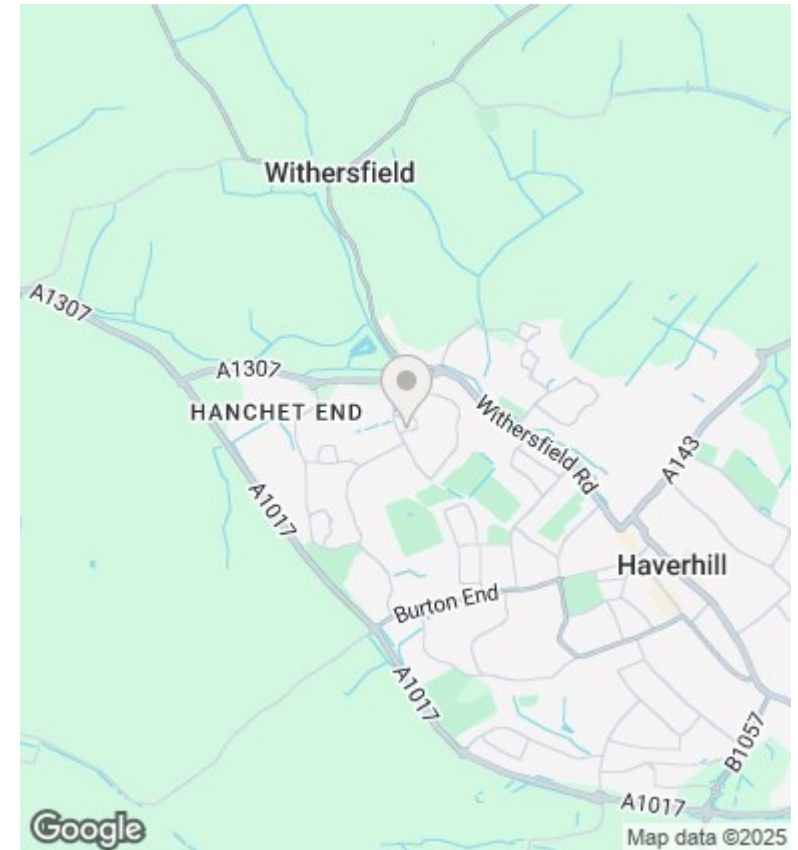 Withersfield
A1307
A1307
HANCHET END
Withersfield Rd
A143
A1017
Haverhill
Burton End
A1017
B1057
A1017
Google
Map data ©2025